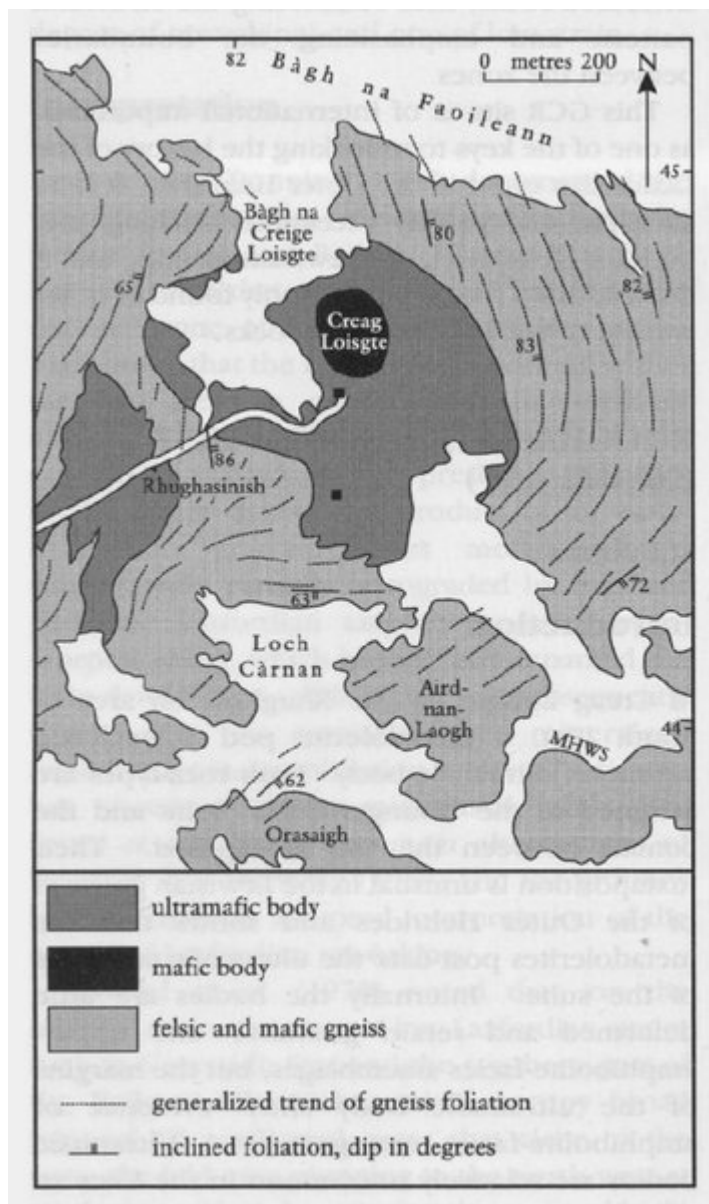 82
Bàgh na Faoileann
0 metres 200
N
45
Bàgh na
Creige
Loisgte
80
65
82
Creag
Loisgte
83
86
Rhughasinish
72
63
Loch
Càrnan
Aird-
nan-
Laogh
44
MHWS
62
Orasaigh
ultramafic body
mafic body
felsic and mafic gneiss
generalized trend of gneiss foliation
inclined foliation, dip in degrees